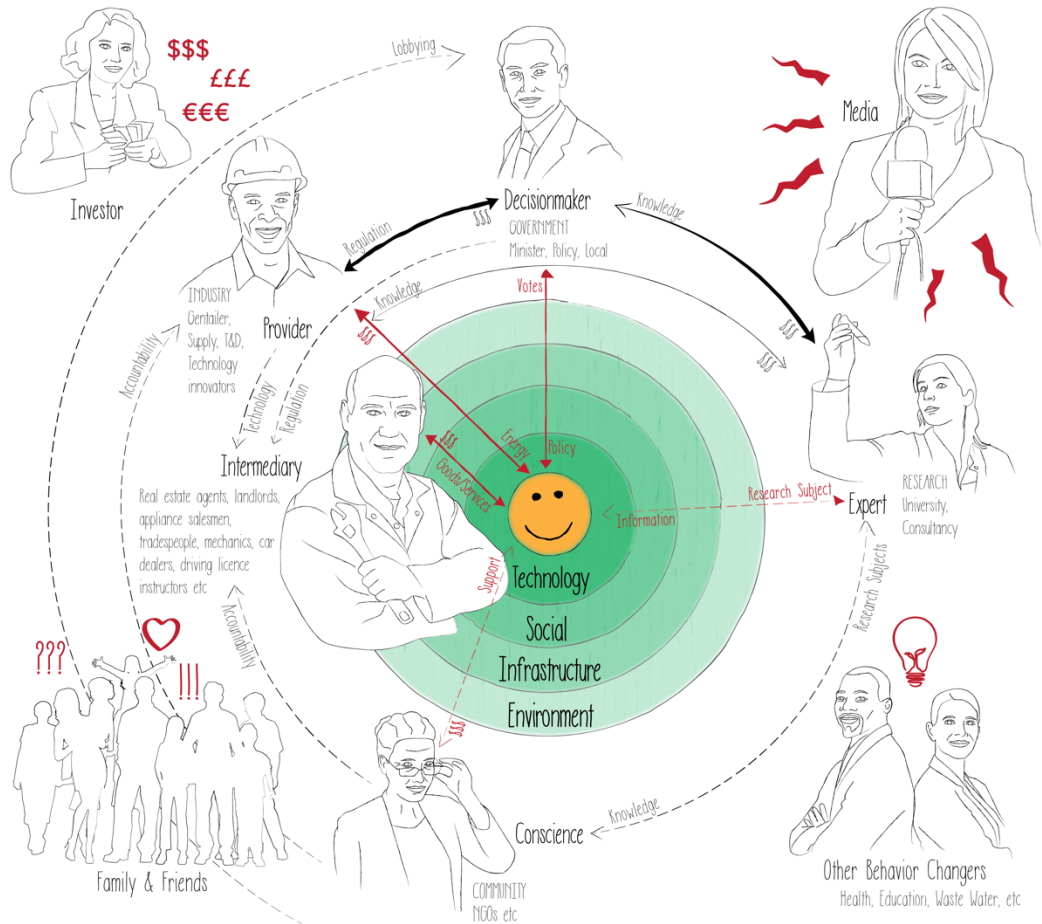 $$$
£££
€€€
Investor
Lobbying
Media
Decisionmaker
GOVERNMENT
Minister, Policy, Local
Regulation
$$$
Knowledge
$$$
Knowledge
$$$
Votes
Policy
INDUSTRY
Gentailer,
Supply, T&D,
Technology
innovators
Provider
$$$
Energy
Accountability
Technology
Regulation
Intermediary
Real estate agents, landlords,
appliance salesmen,
tradespeople, mechanics, car
dealers, driving licence
instructors etc
$$$
Goods/Services
Research Subject
Information
Expert
RESEARCH
University,
Consultancy
Technology
Social
Infrastructure
Environment
Support
$$$
Accountability
Research Subjects
???
!!!
Family & Friends
Conscience
COMMUNITY
NGOs etc
Knowledge
Other Behavior Changers
Health, Education, Waste Water, etc